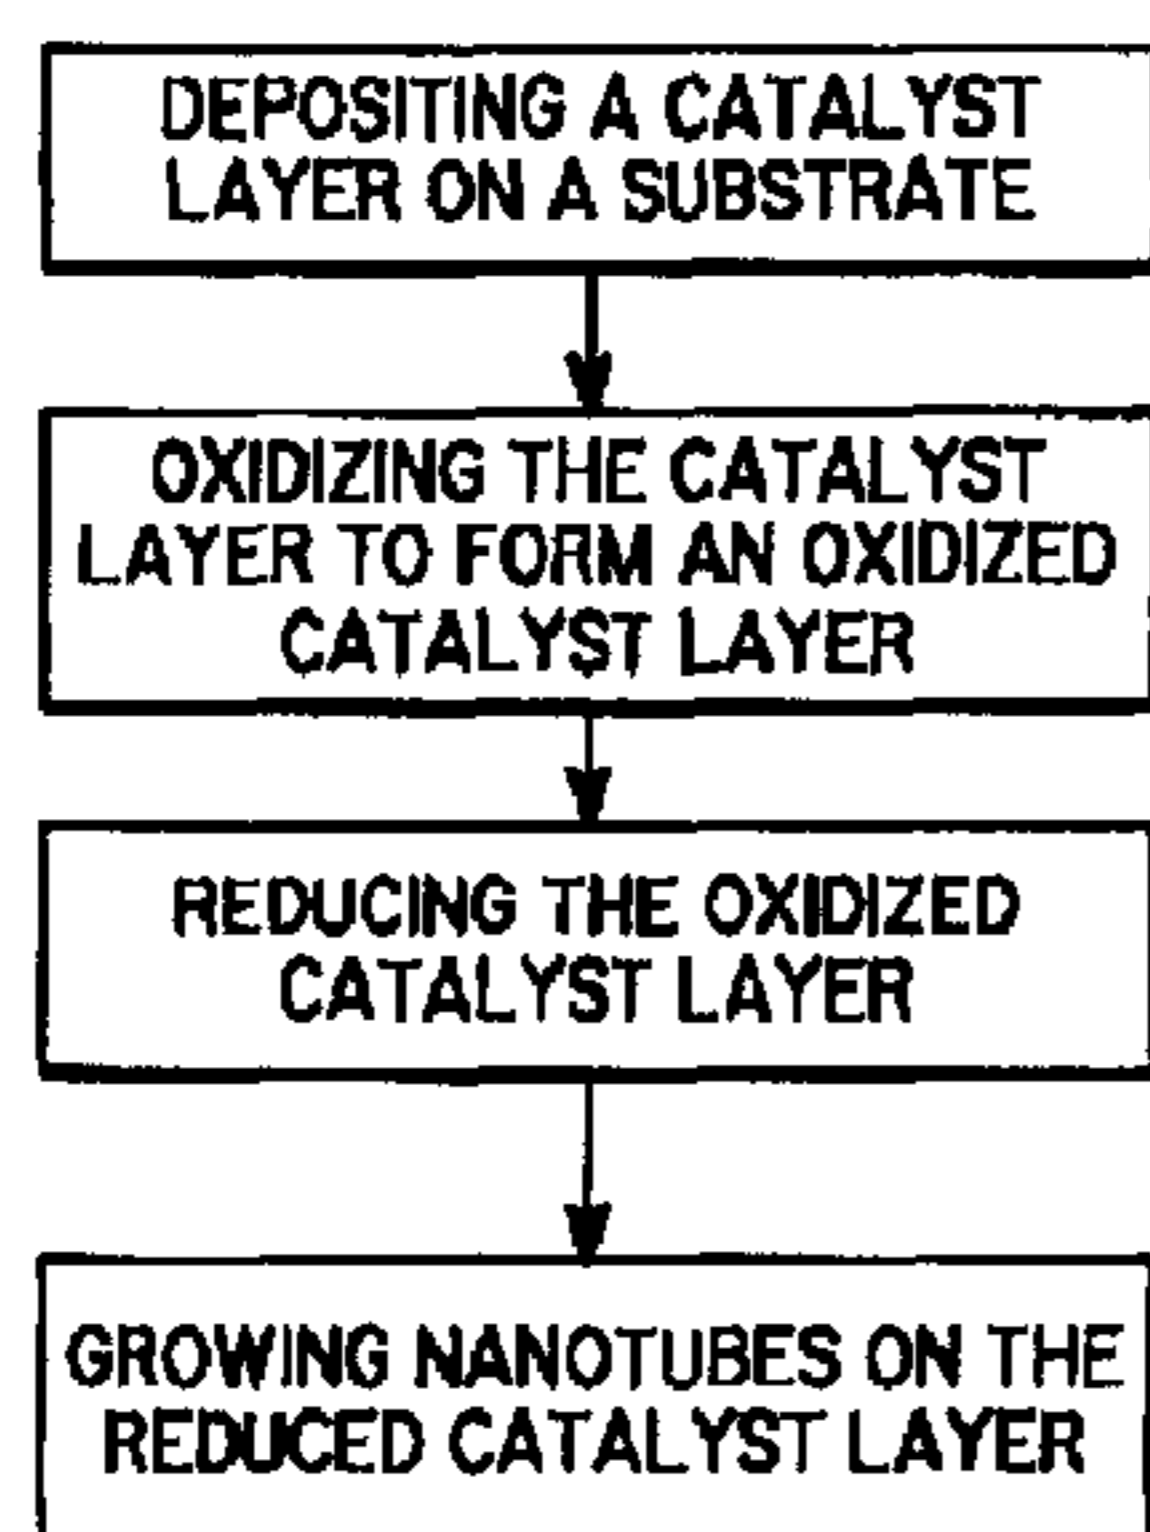 DEPOSITING A CATALYST
LAYER ON A SUBSTRATE
OXIDIZING THE CATALYST
LAYER TO FORM AN OXIDIZED
CATALYST LAYER
REDUCING THE OXIDIZED
CATALYST LAYER
GROWING NANOTUBES ON THE
REDUCED CATALYST LAYER